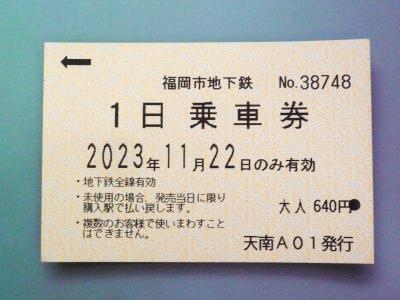 福岡市地下鉄 No.38748
1日乗車券
2023年11月22日のみ有効
・地下鉄全線有効
・未使用の場合、発売当日に限り
購入駅で払い戻します。
大人 640円
・複数のお客様で使いまわすこと
はできません。
天南A01発行